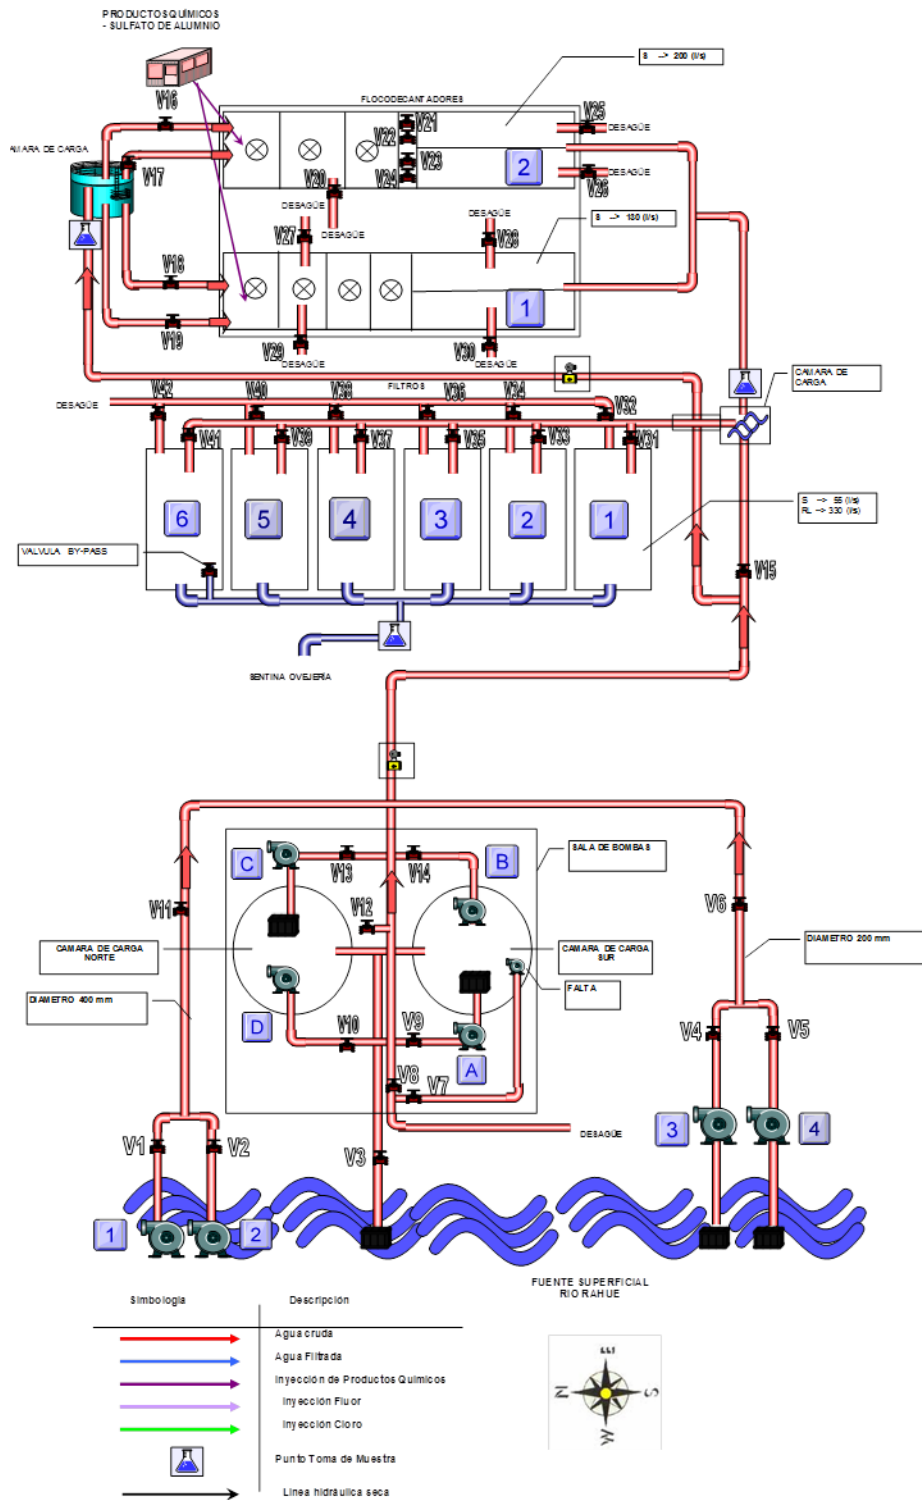 PRODUCTOS QUÍMICOS
- SULFATO DE ALUMNIO
S --> 200 (l/s)
FLOCODECANTADORES
V16
V21
V25
DESAGÜE
V22
AMARA DE CARGA
V17
V23
V24
2
V20
V26
DESAGÜE
DESAGÜE
DESAGÜE
S --> 130 (l/s)
V27
DESAGÜE
V28
V18
1
V19
V29
V30
DESAGÜE
DESAGÜE
CAMARA DE
CARGA
FILTROS
DESAGÜE
V42
V40
V38
V36
V34
V32
V41
V39
V37
V35
V33
V31
6
5
4
3
2
1
S --> 55 (l/s)
RL --> 330 (l/s)
VALVULA BY-PASS
V15
SENTINA OVEJERÍA
SALA DE BOMBAS
C
B
V13
V14
V11
V12
V6
CAMARA DE CARGA
NORTE
CAMARA DE CARGA
SUR
DIAMETRO 200 mm
FALTA
DIAMETRO 400 mm
D
V10
V9
A
V4
V5
V8
V7
DESAGÜE
3
4
V1
V2
V3
1
2
FUENTE SUPERFICIAL
RIO RAHUE
Simbología
Descripción
Agua cruda
Agua Filtrada
Inyección de Productos Químicos
Inyección Fluor
Inyección Cloro
Punto Toma de Muestra
Línea hidráulica seca
E
N
S
W